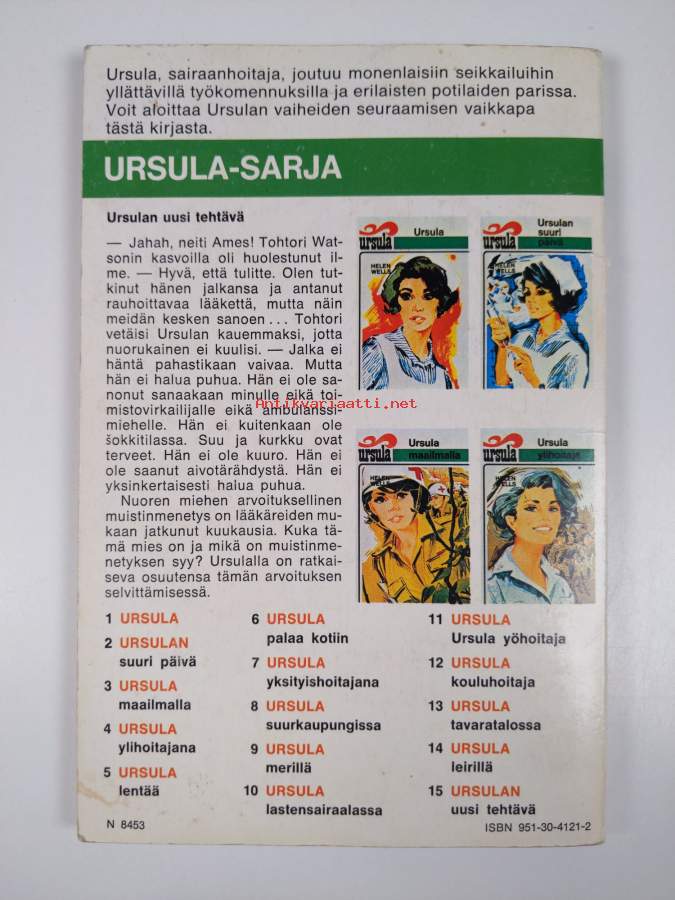 Ursula, sairaanhoitaja, joutuu monenlaisiin seikkailuihin
yllättävillä työkomennuksilla ja erilaisten potilaiden parissa.
Voit aloittaa Ursulan vaiheiden seuraamisen vaikkapa
tästä kirjasta.
URSULA-SARJA
Ursulan uusi tehtävä
— Jahah, neiti Ames! Tohtori Wat-
sonin kasvoilla oli huolestunut il-
me. — Hyvä, että tulitte. Olen tut-
kinut hänen jalkansa ja antanut
rauhoittavaa lääkettä, mutta näin
meidän kesken sanoen... Tohtori
vetäisi Ursulan kauemmaksi, jotta
nuorukainen ei kuulisi. — Jalka ei
häntä pahastikaan vaivaa. Mutta
hän ei halua puhua. Hän ei ole sa-
nonut sanaakaan minulle eikä toi-
mistovirkailijalle eikä ambulanssi-
miehelle. Hän ei kuitenkaan ole
šokkitilassa. Suu ja kurkku ovat
terveet. Hän ei ole kuuro. Hän ei
ole saanut aivotärähdystä. Hän ei
yksinkertaisesti halua puhua.
Nuoren miehen arvoituksellinen
muistinmenetys on lääkäreiden mu-
kaan jatkunut kuukausia. Kuka tä-
mä mies on ja mikä on muistinme-
netyksen syy? Ursulalla on ratkai-
seva osuutensa tämän arvoituksen
selvittämisessä.
ursula
Ursula
HELEN
WELLS
ursula
Ursulan
suuri
päivä
HELEN
WELLS
Antikvariaatti.net
ursula
Ursula
maailmalla
HELEN
WELLS
ursula
Ursula
ylihoitaja
HELEN
WELLS
1 URSULA
2 URSULAN
suuri päivä
3 URSULA
maailmalla
4 URSULA
ylihoitajana
5 URSULA
lentää
6 URSULA
palaa kotiin
7 URSULA
yksityishoitajana
8 URSULA
suurkaupungissa
9 URSULA
merillä
10 URSULA
lastensairaalassa
11 URSULA
Ursula yöhoitaja
12 URSULA
kouluhoitaja
13 URSULA
tavaratalossa
14 URSULA
leirillä
15 URSULAN
uusi tehtävä
N 8453
ISBN 951-30-4121-2